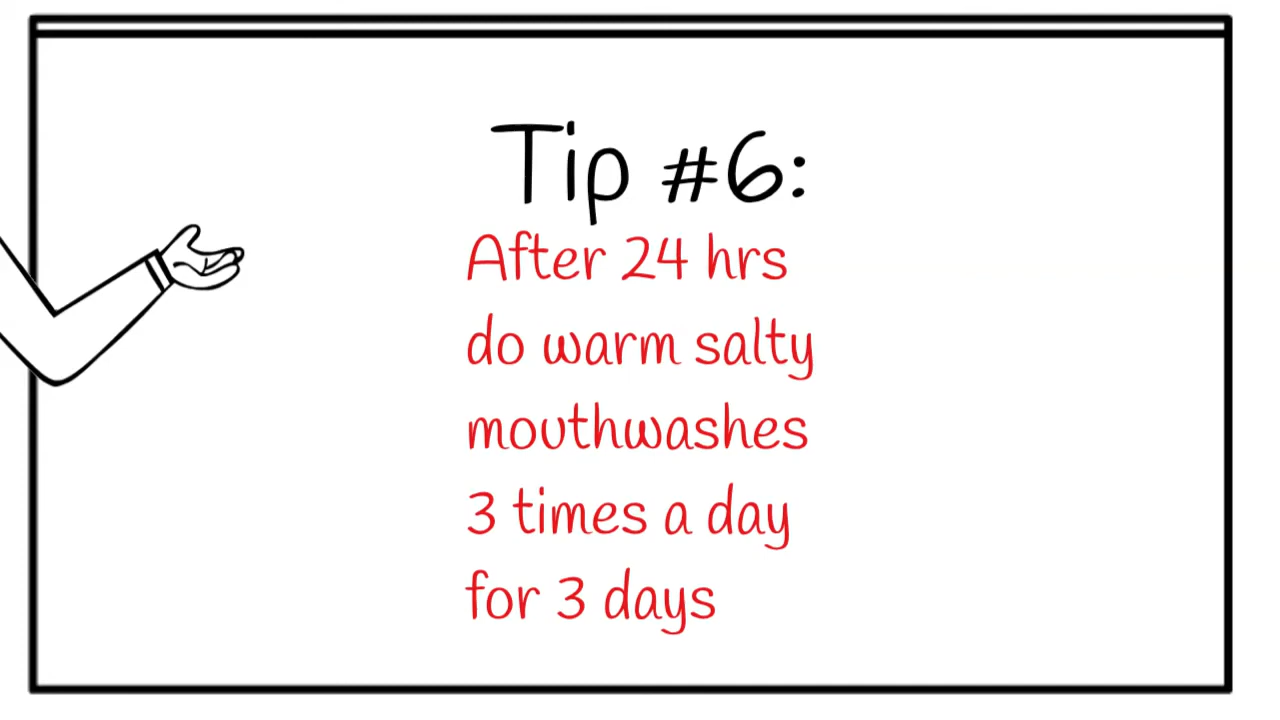 Tip #6:
After 24 hrs
do warm salty
mouthwashes
3 times a day
for 3 days